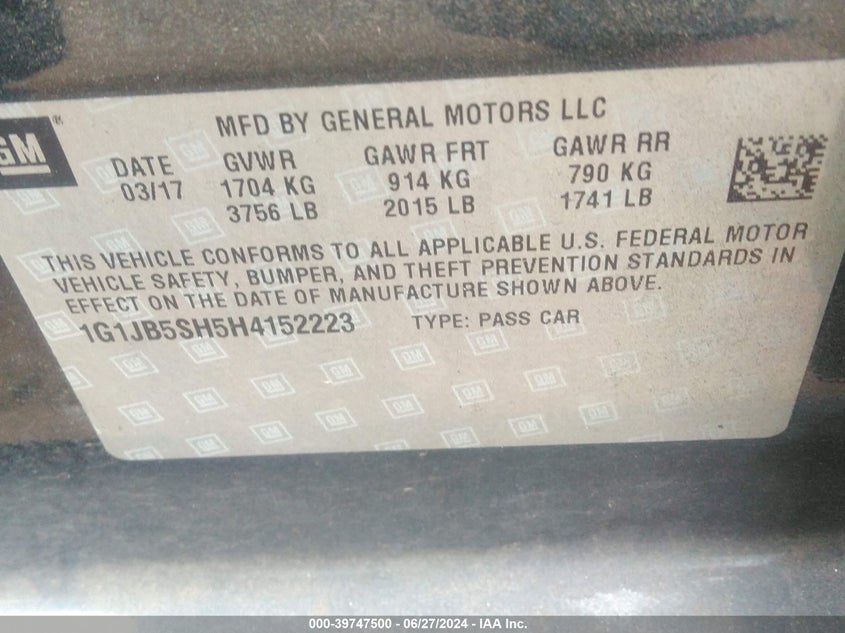 GM®
MFD BY GENERAL MOTORS LLC
DATE GVWR GAWR FRT GAWR RR
03/17 1704 KG 914 KG 790 KG
3756 LB 2015 LB 1741 LB
THIS VEHICLE CONFORMS TO ALL APPLICABLE U.S. FEDERAL MOTOR
VEHICLE SAFETY, BUMPER, AND THEFT PREVENTION STANDARDS IN
EFFECT ON THE DATE OF MANUFACTURE SHOWN ABOVE.
1G1JB5SH5H4152223 TYPE: PASS CAR
000-39747500 - 06/27/2024 - IAA Inc.